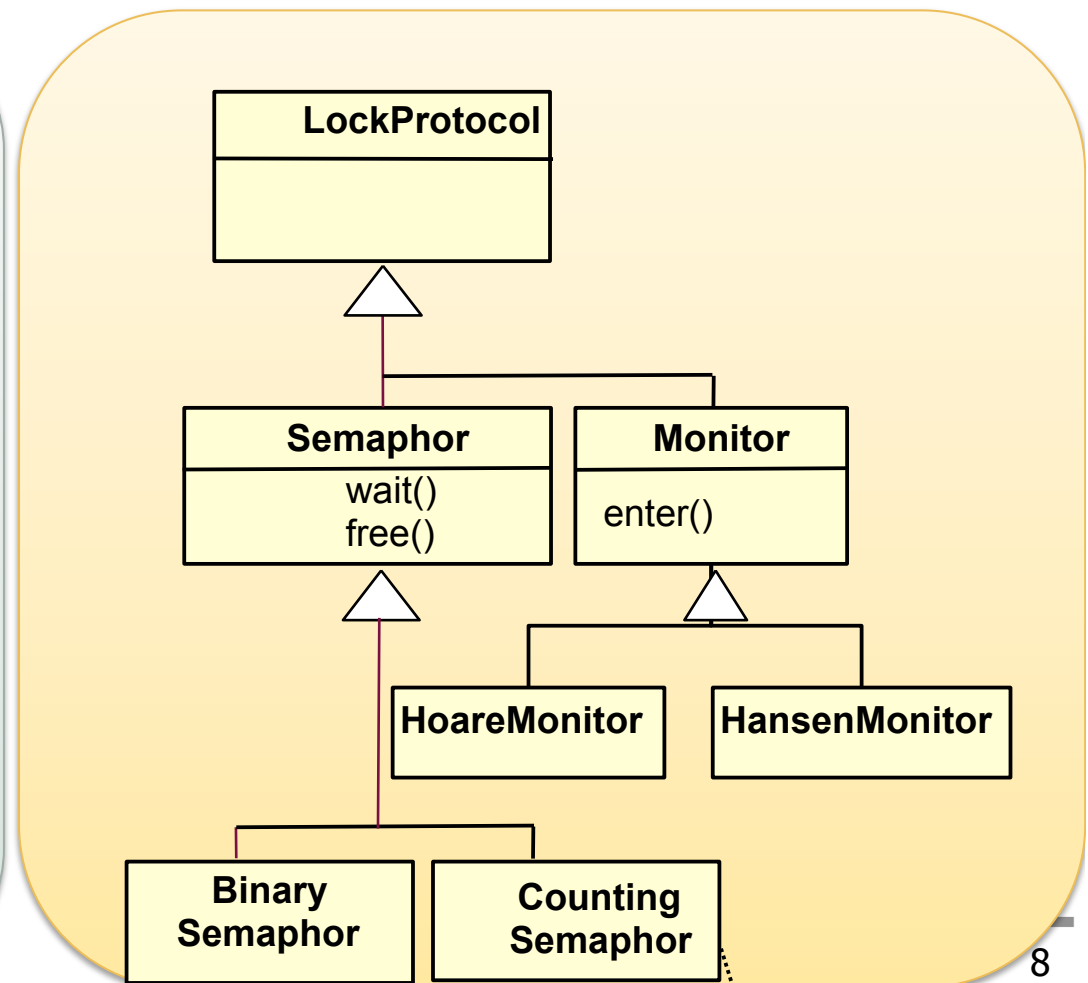 LockProtocol
Semaphor
wait()
free()
Monitor
enter()
HoareMonitor
HansenMonitor
Binary
Semaphor
Counting
Semaphor
8